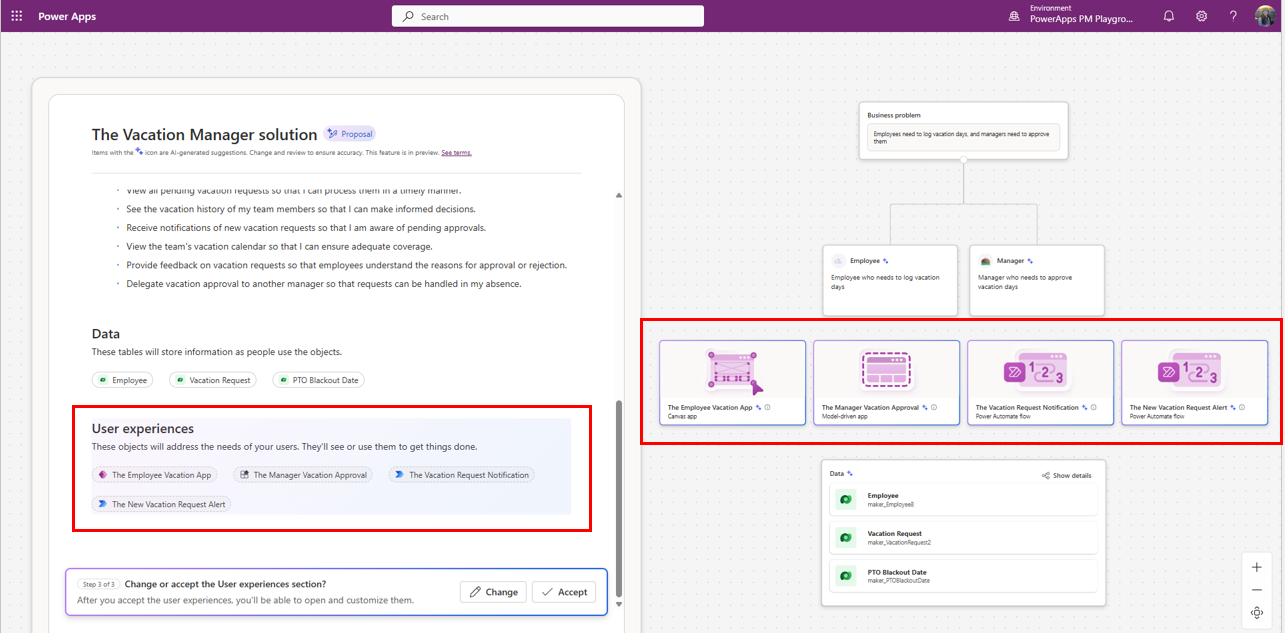 Power Apps
Search
Environment
PowerApps PM Playgro...
The Vacation Manager solution
Proposal
Items with the icon are AI-generated suggestions. Change and review to ensure accuracy. This feature is in preview. See terms.
· View all pending vacation requests so that I can process them in a timely manner.
· See the vacation history of my team members so that I can make informed decisions.
· Receive notifications of new vacation requests so that I am aware of pending approvals.
· View the team's vacation calendar so that I can ensure adequate coverage.
· Provide feedback on vacation requests so that employees understand the reasons for approval or rejection.
· Delegate vacation approval to another manager so that requests can be handled in my absence.
Data
These tables will store information as people use the objects.
Employee
Vacation Request
PTO Blackout Date
User experiences
These objects will address the needs of your users. They'll see or use them to get things done.
The Employee Vacation App
The Manager Vacation Approval
The Vacation Request Notification
The New Vacation Request Alert
Step 3 of 3
Change or accept the User experiences section?
After you accept the user experiences, you'll be able to open and customize them.
Change
Accept
Business problem
Employees need to log vacation days, and managers need to approve
them
Employee
Employee who needs to log vacation
days
Manager
Manager who needs to approve
vacation days
The Employee Vacation App
Canvas app
The Manager Vacation Approval
Model-driven app
1 2 3
The Vacation Request Notification
Power Automate flow
1 2 3
The New Vacation Request Alert
Power Automate flow
Data
Show details
Employee
maker_Employee8
Vacation Request
maker_VacationRequest2
PTO Blackout Date
maker_PTOBlackoutDate